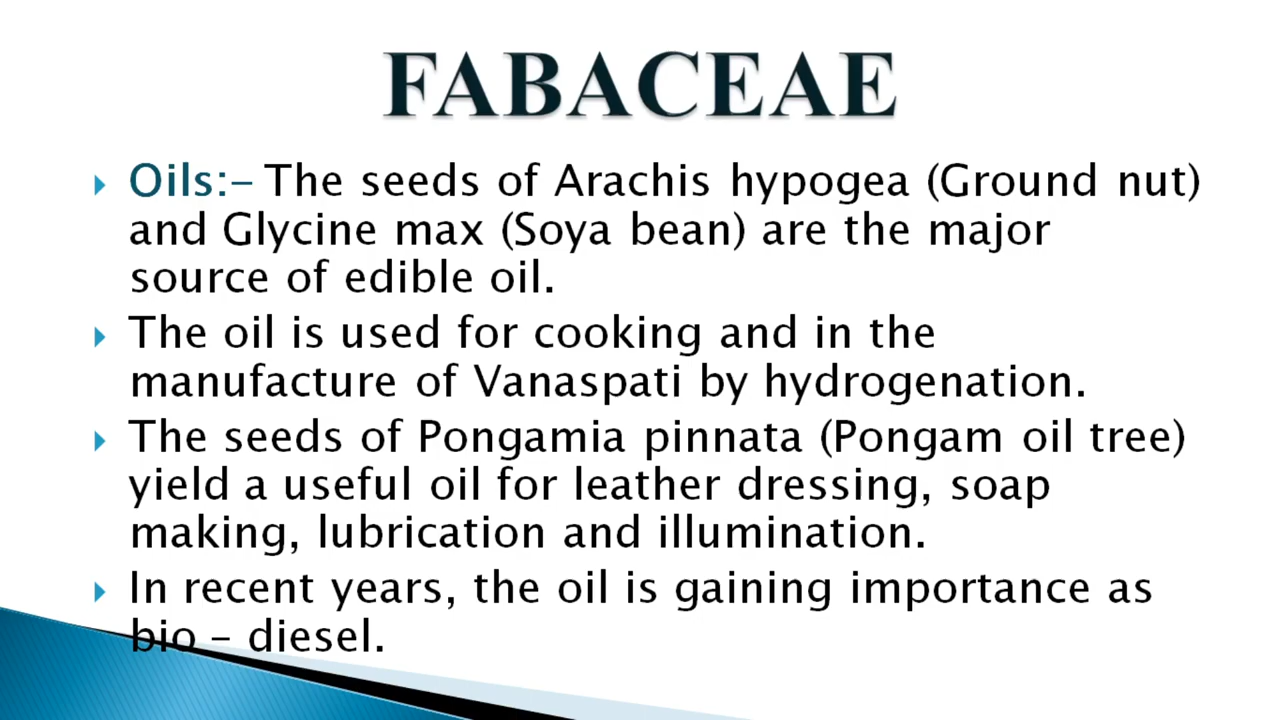 FABACEAE
Oils:– The seeds of Arachis hypogea (Ground nut)
and Glycine max (Soya bean) are the major
source of edible oil.
The oil is used for cooking and in the
manufacture of Vanaspati by hydrogenation.
The seeds of Pongamia pinnata (Pongam oil tree)
yield a useful oil for leather dressing, soap
making, lubrication and illumination.
In recent years, the oil is gaining importance as
bio – diesel.